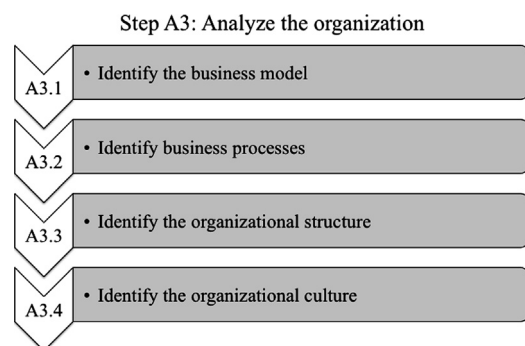 Step A3: Analyze the organization
A3.1
• Identify the business model
A3.2
• Identify business processes
A3.3
• Identify the organizational structure
A3.4
• Identify the organizational culture